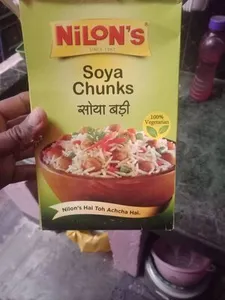 NiLON'S
SINCE 1962
Soya
Chunks
सोया बड़ी
100%
Vegetarian
Nilon's Hai Toh Achcha Hai.